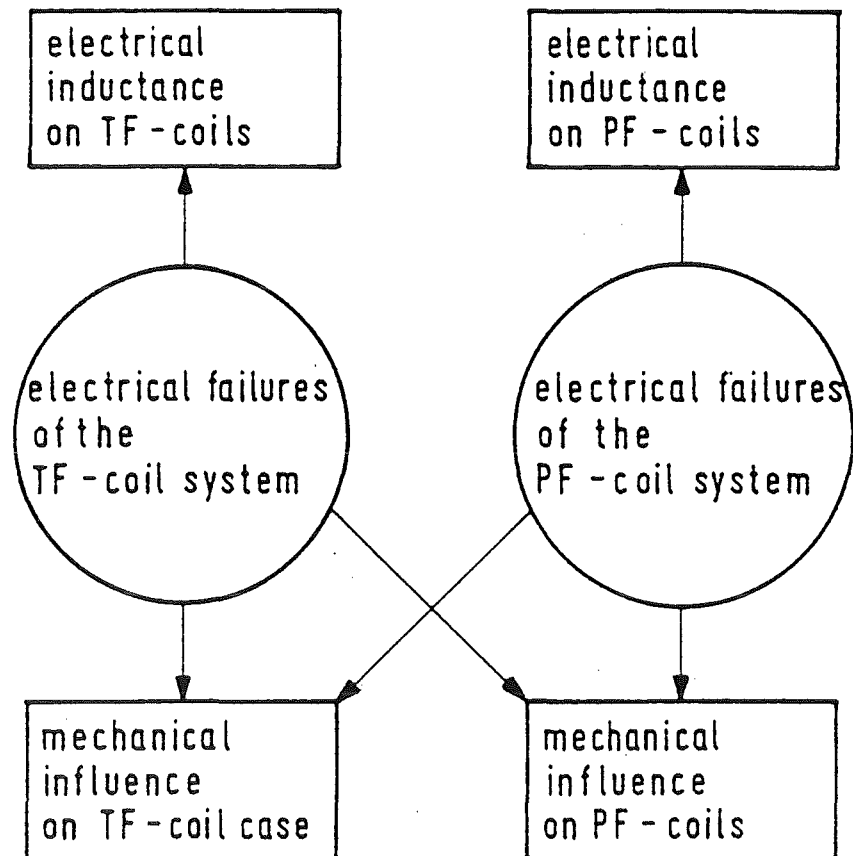 electrical
inductance
on TF-coils
electrical
inductance
on PF-coils
electrical failures
of the
TF-coil system
electrical failures
of the
PF-coil system
mechanical
influence
on TF-coil case
mechanical
influence
on PF-coils